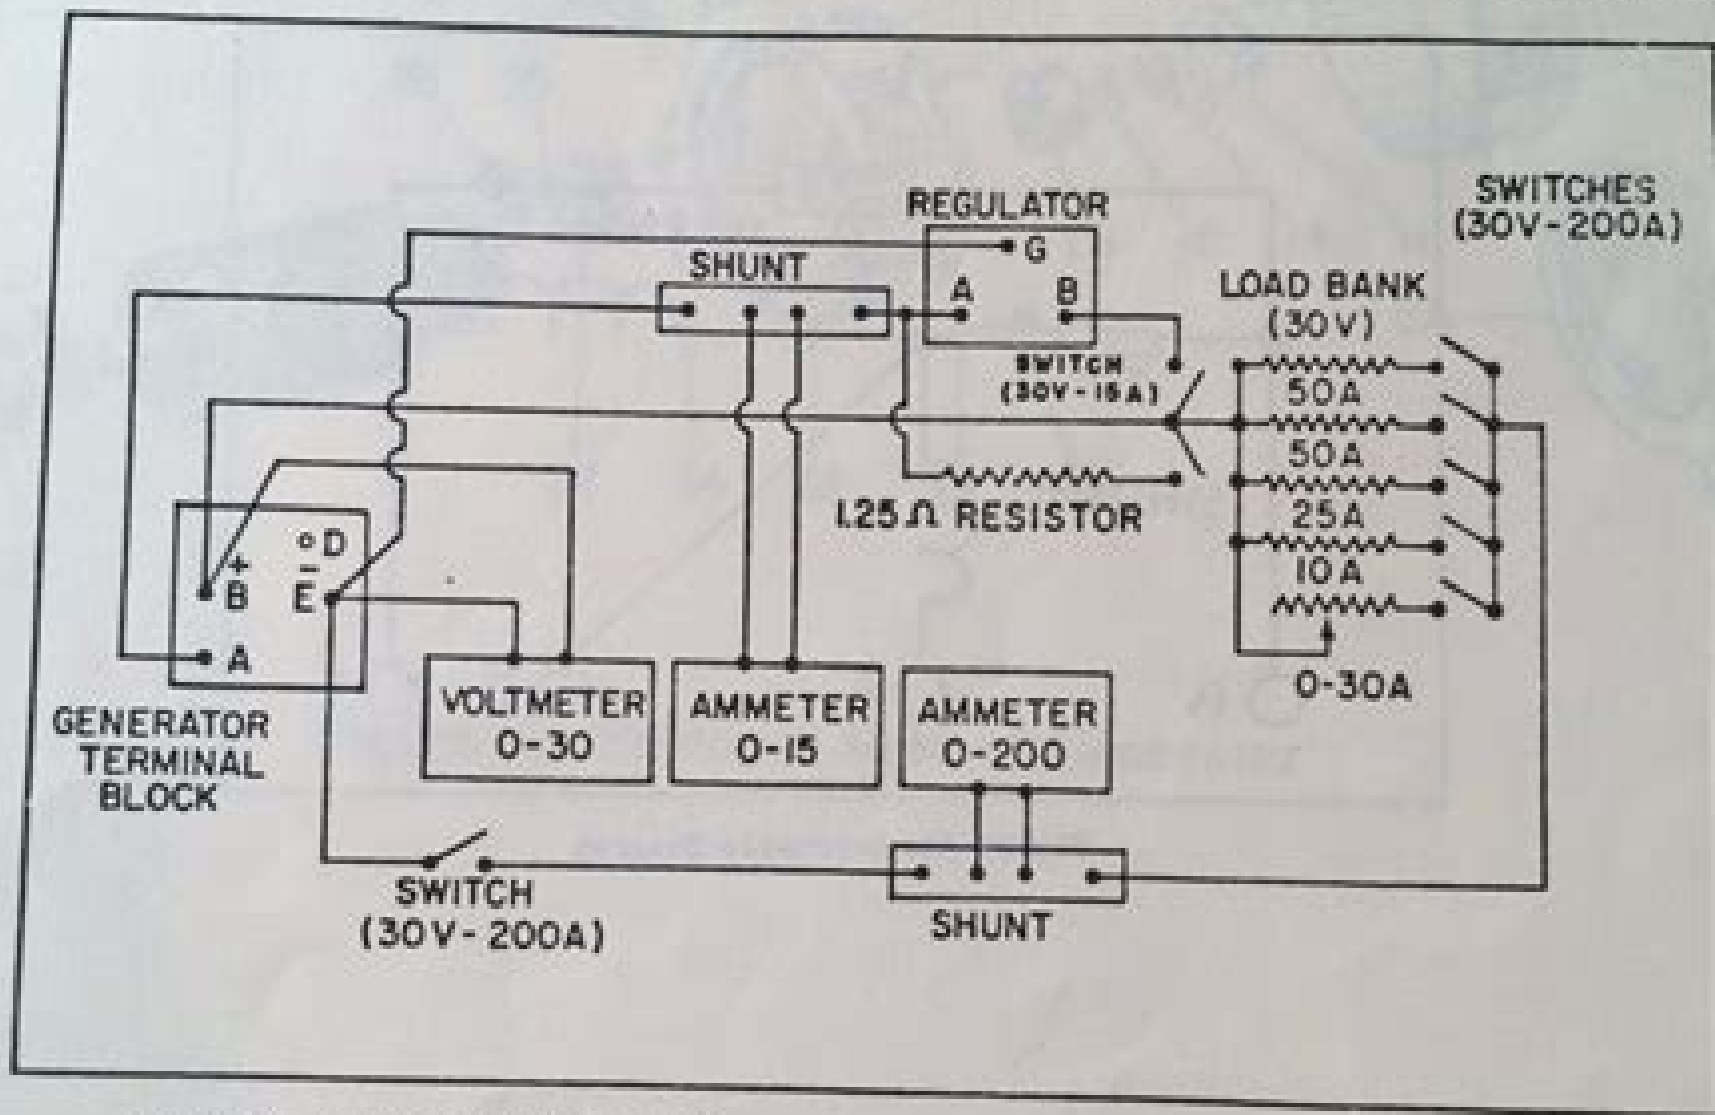 SWITCHES
(30V-200A)
REGULATOR
G
SHUNT
A B
LOAD BANK
(30V)
SWITCH
(30V-15A)
50A
50A
1.25Ω RESISTOR
25A
10A
0-30A
D
+ -
B E
A
GENERATOR
TERMINAL
BLOCK
VOLTMETER
0-30
AMMETER
0-15
AMMETER
0-200
SWITCH
(30V-200A)
SHUNT